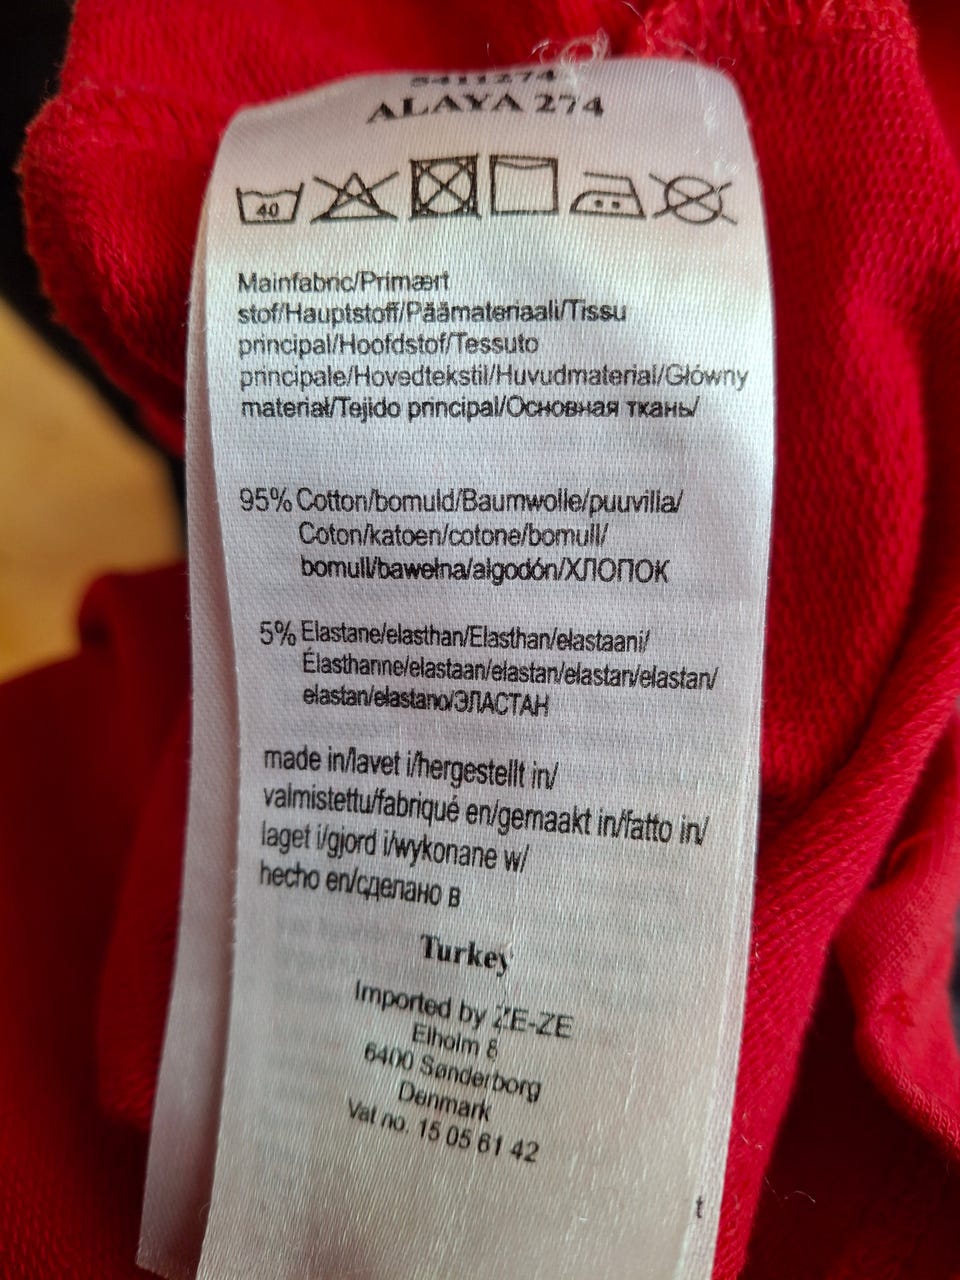 5411274
ALAYA 274
40
Mainfabric/Primært
stof/Hauptstoff/Päämateriaali/Tissu
principal/Hoofdstof/Tessuto
principale/Hovedtekstil/Huvudmaterial/Główny
materiał/Tejido principal/Основная ткань/
95% Cotton/bomuld/Baumwolle/puuvilla/
Coton/katoen/cotone/bomull/
bomull/bawełna/algodón/ХЛОПОК
5% Elastane/elasthan/Elasthan/elastaani/
Élasthanne/elastaan/elastan/elastan/elastan/
elastan/elastano/ЭЛАСТАН
made in/lavet i/hergestellt in/
valmistettu/fabriqué en/gemaakt in/fatto in/
laget i/gjord i/wykonane w/
hecho en/сделано в
Turkey
Imported by ZE-ZE
Elholm 8
6400 Sønderborg
Denmark
Vat no. 15 05 61 42
t